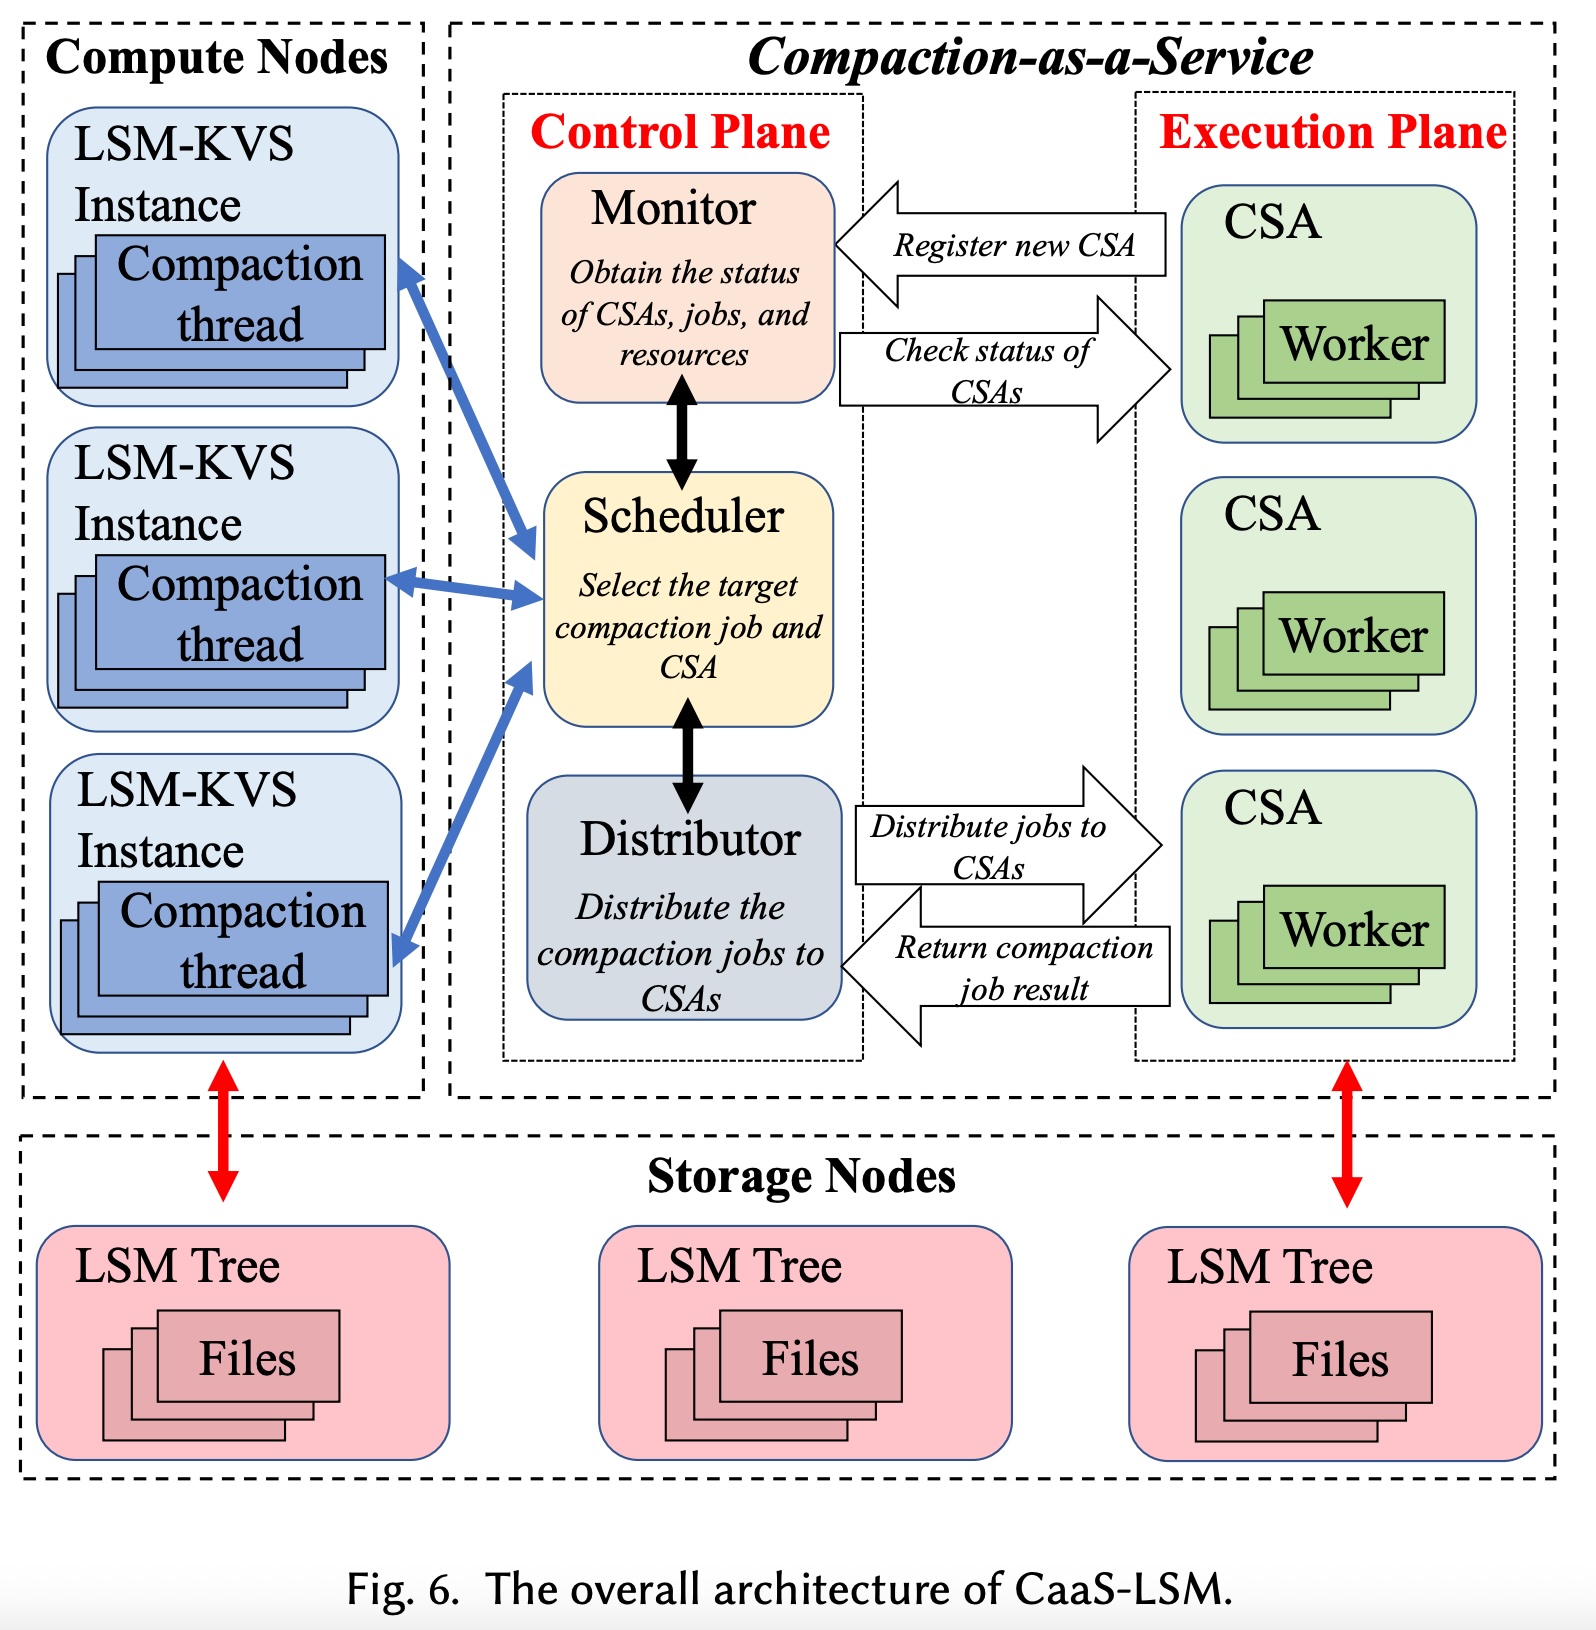 Compute Nodes
LSM-KVS
Instance
Compaction
thread
LSM-KVS
Instance
Compaction
thread
LSM-KVS
Instance
Compaction
thread
Compaction-as-a-Service
Control Plane
Monitor
Obtain the status
of CSAs, jobs, and
resources
Scheduler
Select the target
compaction job and
CSA
Distributor
Distribute the
compaction jobs to
CSAs
Register new CSA
Check status of
CSAs
Distribute jobs to
CSAs
Return compaction
job result
Execution Plane
CSA
Worker
CSA
Worker
CSA
Worker
Storage Nodes
LSM Tree
Files
LSM Tree
Files
LSM Tree
Files
Fig. 6. The overall architecture of CaaS-LSM.